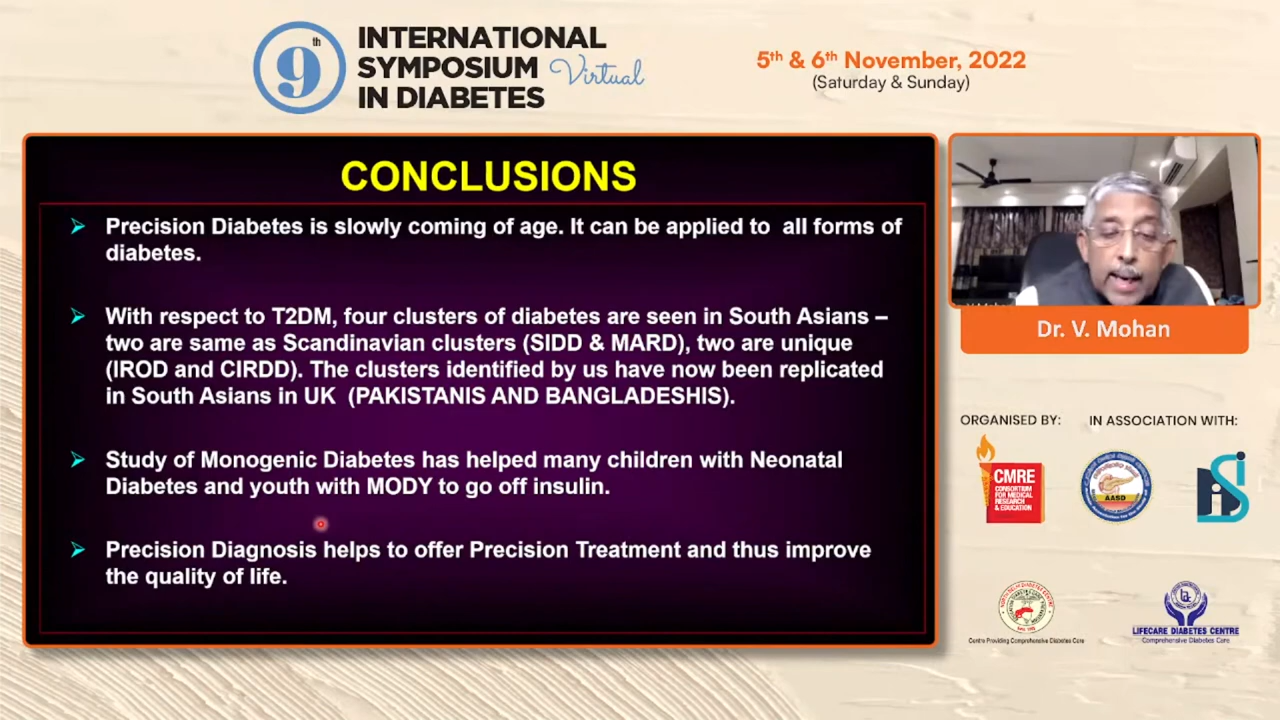 9th
INTERNATIONAL
SYMPOSIUM Virtual
IN DIABETES
5th & 6th November, 2022
(Saturday & Sunday)
CONCLUSIONS
➢ Precision Diabetes is slowly coming of age. It can be applied to all forms of
diabetes.
➢ With respect to T2DM, four clusters of diabetes are seen in South Asians –
two are same as Scandinavian clusters (SIDD & MARD), two are unique
(IROD and CIRDD). The clusters identified by us have now been replicated
in South Asians in UK (PAKISTANIS AND BANGLADESHIS).
➢ Study of Monogenic Diabetes has helped many children with Neonatal
Diabetes and youth with MODY to go off insulin.
➢ Precision Diagnosis helps to offer Precision Treatment and thus improve
the quality of life.
Dr. V. Mohan
ORGANISED BY:
IN ASSOCIATION WITH:
CMRE
CONSORTIUM
FOR MEDICAL
RESEARCH
& EDUCATION
AASD
Centre Providing Comprehensive Diabetes Care
LIFECARE DIABETES CENTRE
Comprehensive Diabetes Care